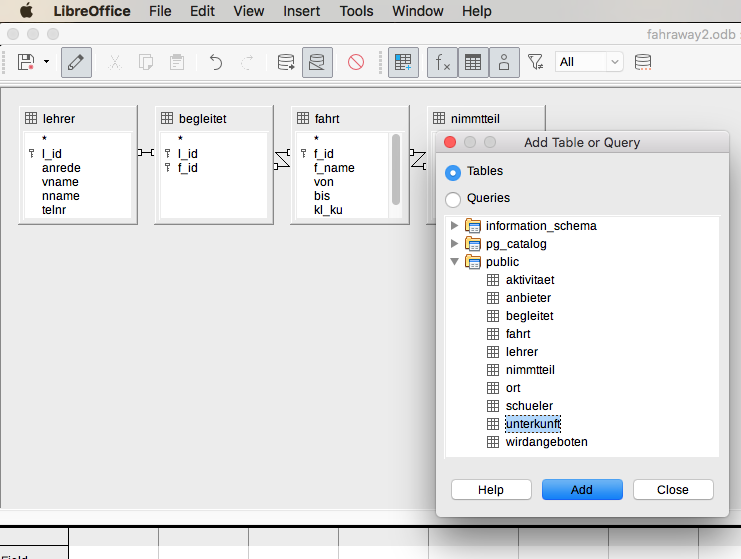 LibreOffice File Edit View Insert Tools Window Help
fahraway2.odb
fx All
lehrer begleitet fahrt nimmtteil
* * *
l_id l_id f_id
anrede f_id f_name
vname von
nname bis
telnr kl_ku
Add Table or Query
Tables
Queries
information_schema
pg_catalog
public
aktivitaet
anbieter
begleitet
fahrt
lehrer
nimmtteil
ort
schueler
unterkunft
wirdangeboten
Help Add Close
Field